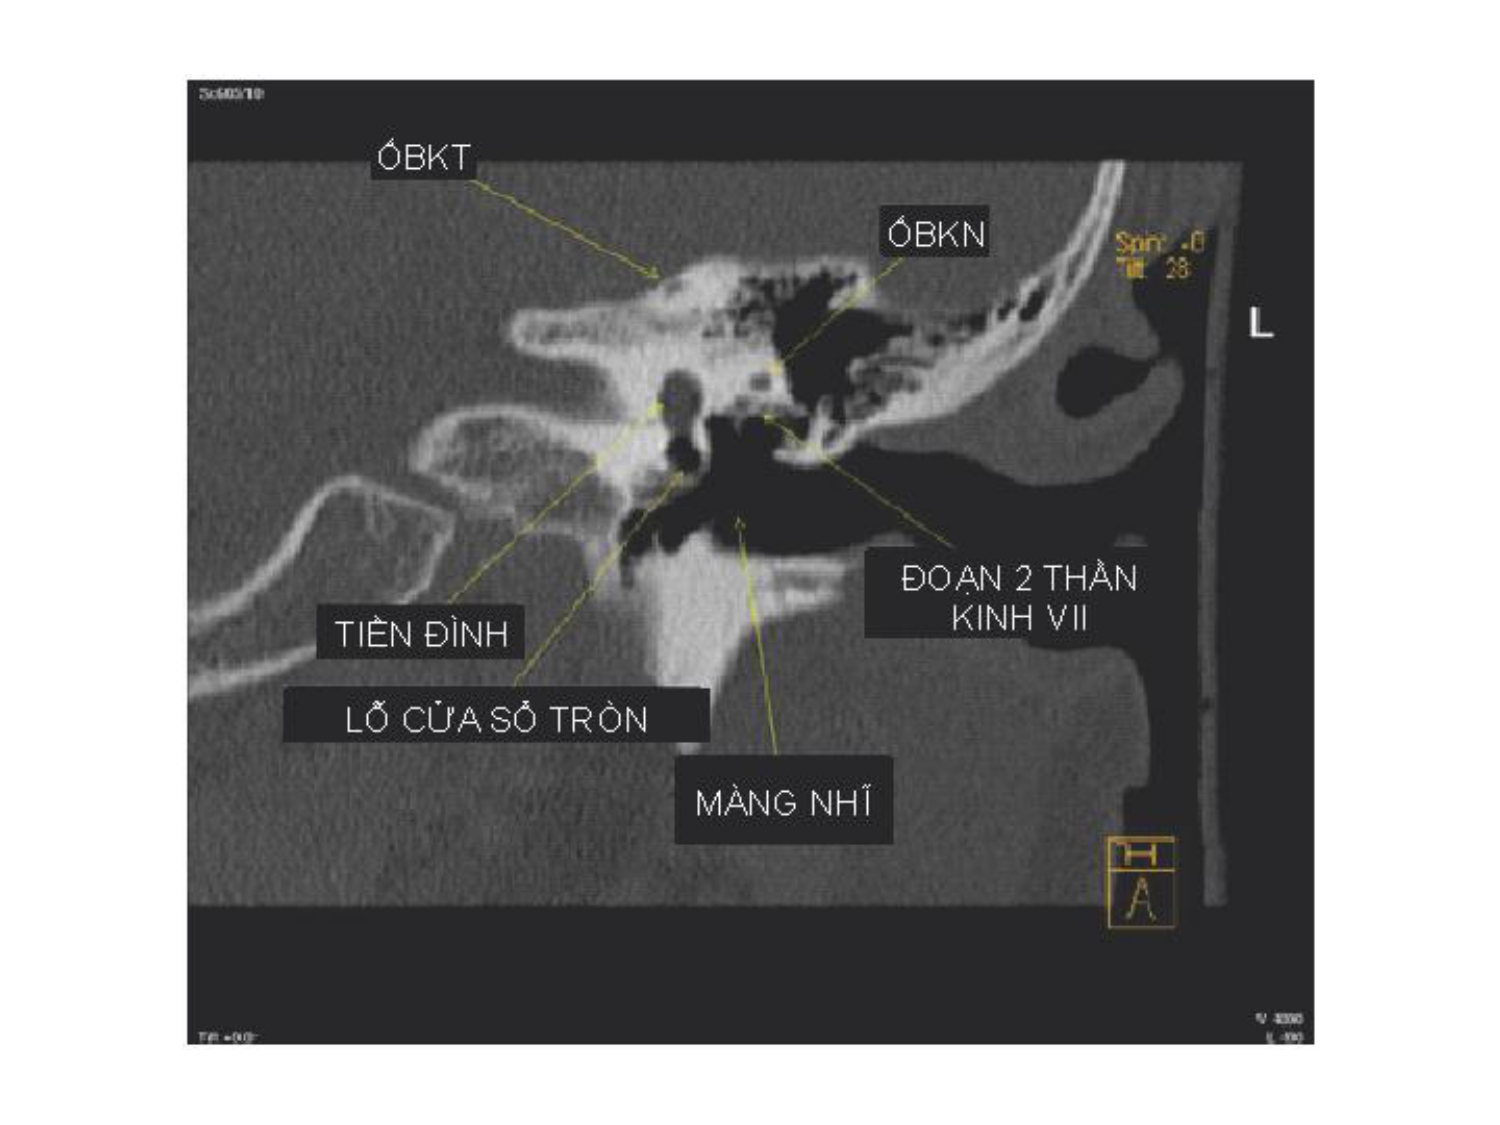 ỐBKT
ỐBKN
L
ĐOẠN 2 THẦN
KINH VII
TIỀN ĐÌNH
LỖ CỬA SỔ TRÒN
MÀNG NHĨ
H
A